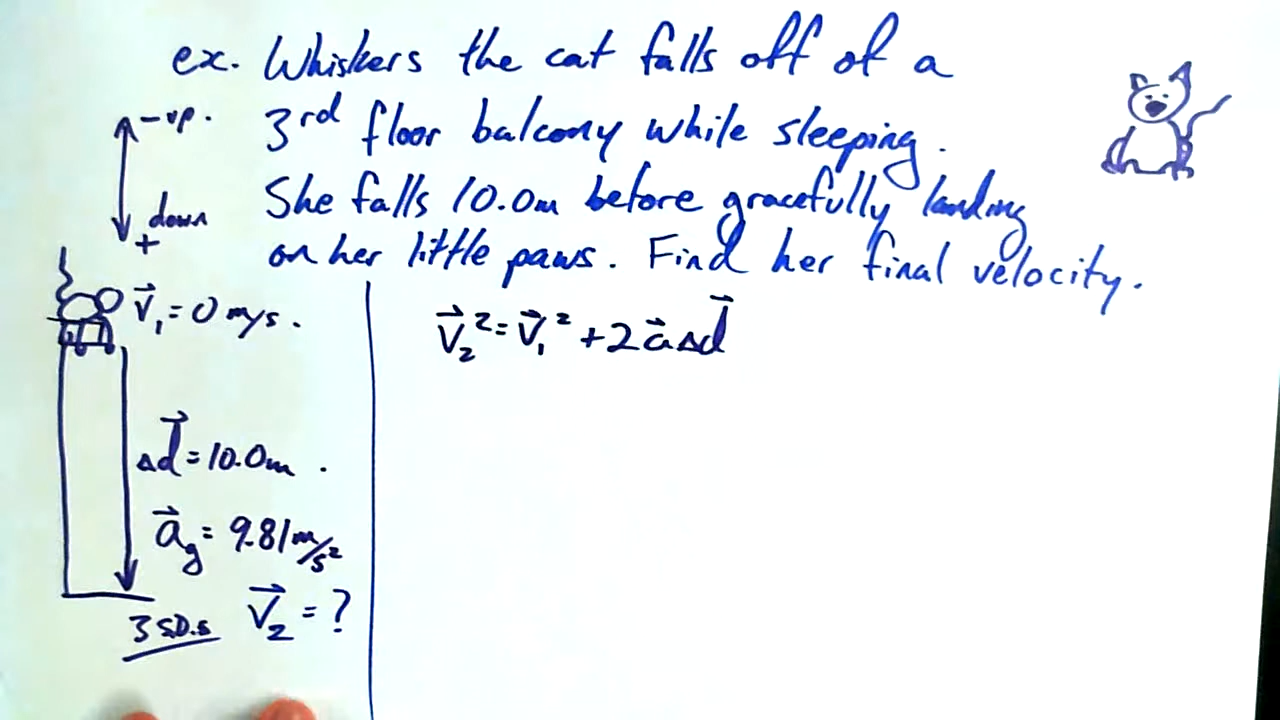 ex. Whiskers the cat falls off of a
3rd floor balcony while sleeping.
She falls 10.0m before gracefully landing
on her little paws. Find her final velocity.
- up.
down
+
V⃗₁ = 0 m/s.
Δd⃗ = 10.0m.
a⃗g = 9.81 m/s²
V⃗₂ = ?
3 S.D.s
V⃗₂² = V⃗₁² + 2a⃗Δd⃗